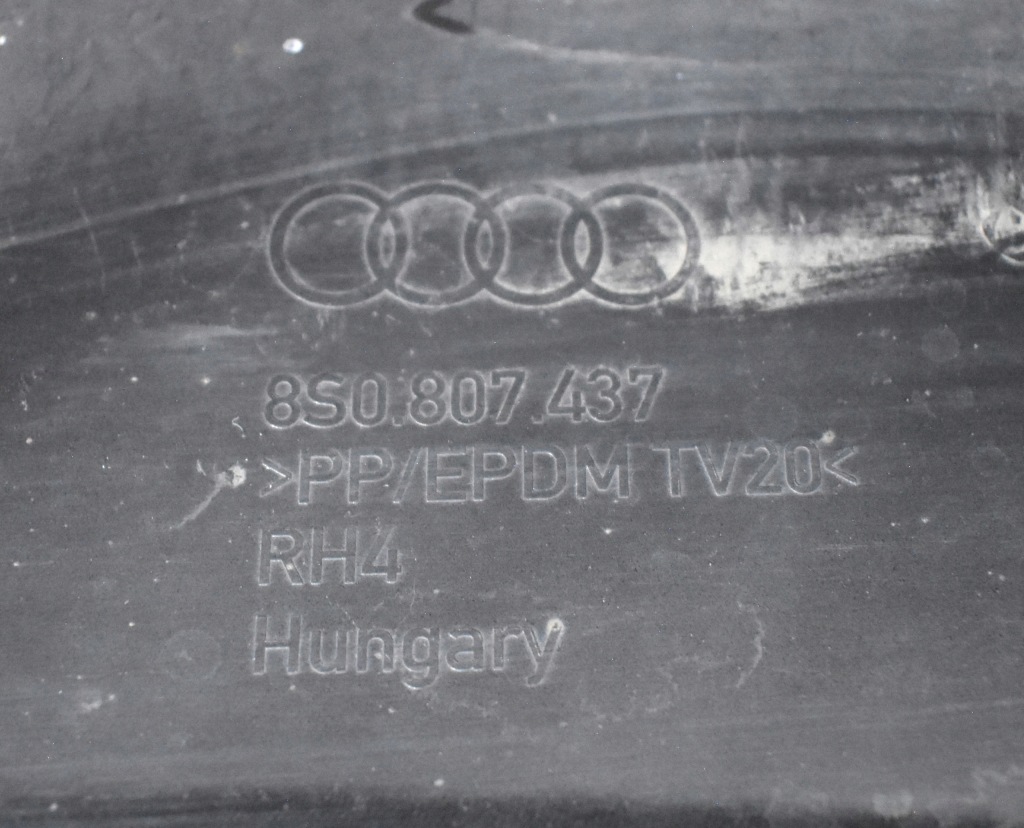 8S0.807.437
>PP/EPDM TV20<
RH4
Hungary